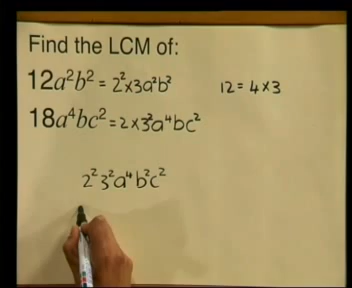 Find the LCM of:
12a²b² = 2²×3a²b² 12 = 4×3
18a⁴bc² = 2×3²a⁴bc²
2²3²a⁴b²c²